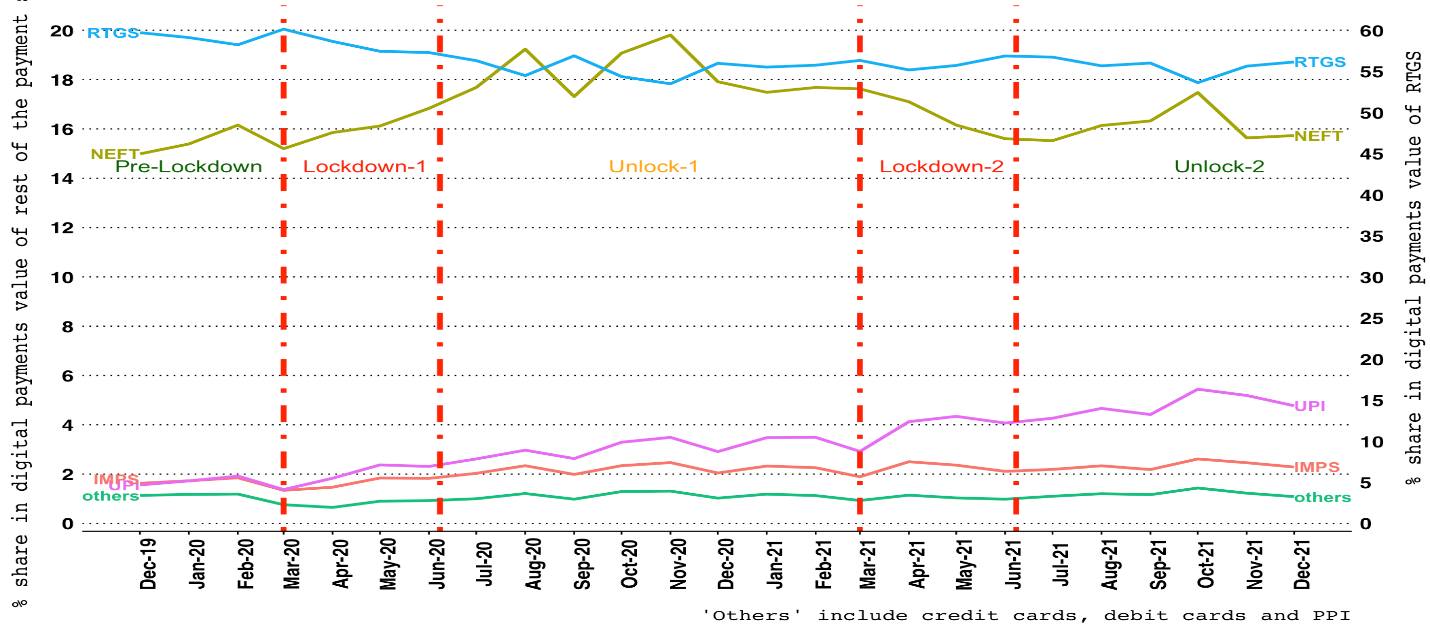 % share in digital payments value of rest of the payment
20
18
16
14
12
10
8
6
4
2
0
60
55
50
45
40
35
30
25
20
15
10
5
0
% share in digital payments value of RTGS
RTGS
RTGS
NEFT
NEFT
Pre-Lockdown
Lockdown-1
Unlock-1
Lockdown-2
Unlock-2
UPI
IMPS
UPI
IMPS
others
others
Dec-19
Jan-20
Feb-20
Mar-20
Apr-20
May-20
Jun-20
Jul-20
Aug-20
Sep-20
Oct-20
Nov-20
Dec-20
Jan-21
Feb-21
Mar-21
Apr-21
May-21
Jun-21
Jul-21
Aug-21
Sep-21
Oct-21
Nov-21
Dec-21
'Others' include credit cards, debit cards and PPI